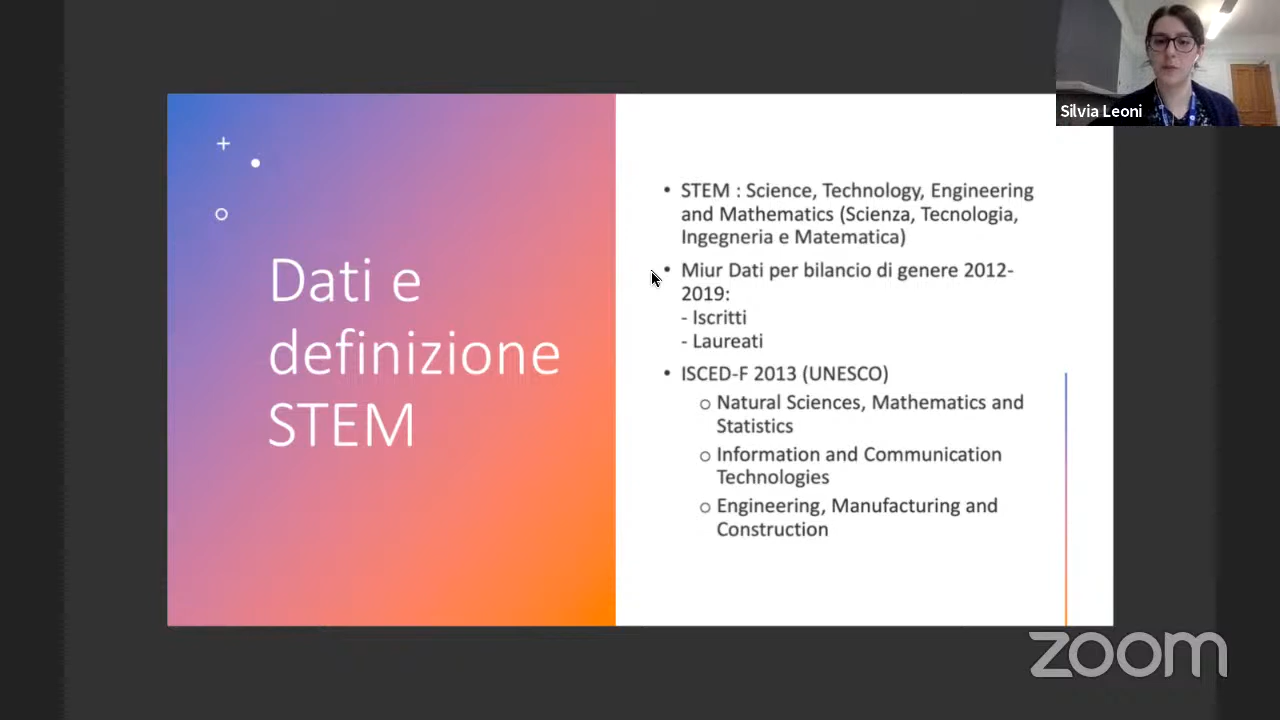 Silvia Leoni
Dati e
definizione
STEM
• STEM : Science, Technology, Engineering
and Mathematics (Scienza, Tecnologia,
Ingegneria e Matematica)
• Miur Dati per bilancio di genere 2012-
2019:
- Iscritti
- Laureati
• ISCED-F 2013 (UNESCO)
o Natural Sciences, Mathematics and
Statistics
o Information and Communication
Technologies
o Engineering, Manufacturing and
Construction
zoom